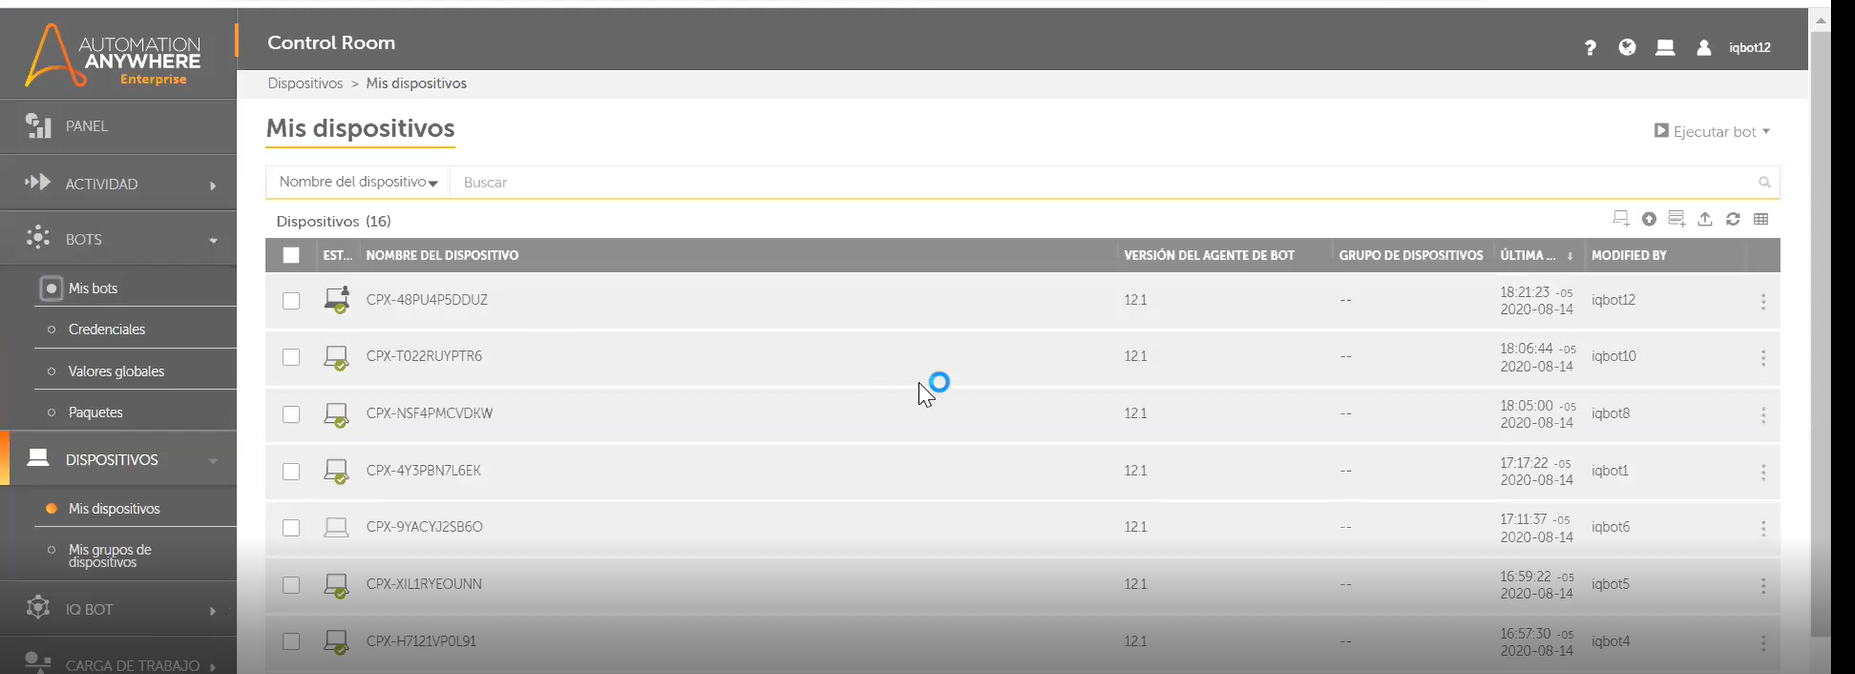 AUTOMATION
ANYWHERE
Enterprise
Control Room
? iqbot12
Dispositivos > Mis dispositivos
PANEL
ACTIVIDAD
BOTS
Mis bots
Credenciales
Valores globales
Paquetes
DISPOSITIVOS
Mis dispositivos
Mis grupos de
dispositivos
IQ BOT
CARGA DE TRABAJO
Mis dispositivos
Ejecutar bot
Nombre del dispositivo Buscar
Dispositivos (16)
EST... NOMBRE DEL DISPOSITIVO VERSIÓN DEL AGENTE DE BOT GRUPO DE DISPOSITIVOS ÚLTIMA ... ↓ MODIFIED BY
CPX-48PU4P5DDUZ 12.1 -- 18:21:23 -05 2020-08-14 iqbot12
CPX-T022RUYPTR6 12.1 -- 18:06:44 -05 2020-08-14 iqbot10
CPX-NSF4PMCVDKW 12.1 -- 18:05:00 -05 2020-08-14 iqbot8
CPX-4Y3PBN7L6EK 12.1 -- 17:17:22 -05 2020-08-14 iqbot1
CPX-9YACYJ2SB6O 12.1 -- 17:11:37 -05 2020-08-14 iqbot6
CPX-XIL1RYEOUNN 12.1 -- 16:59:22 -05 2020-08-14 iqbot5
CPX-H7121VP0L91 12.1 -- 16:57:30 -05 2020-08-14 iqbot4